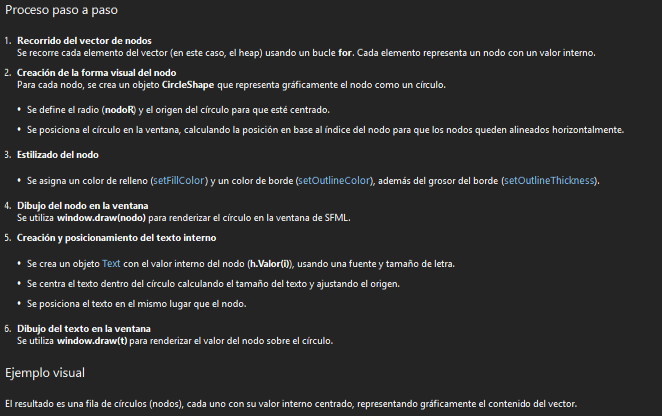 Proceso paso a paso
1. Recorrido del vector de nodos
Se recorre cada elemento del vector (en este caso, el heap) usando un bucle for. Cada elemento representa un nodo con un valor interno.
2. Creación de la forma visual del nodo
Para cada nodo, se crea un objeto CircleShape que representa gráficamente el nodo como un círculo.
• Se define el radio (nodoR) y el origen del círculo para que esté centrado.
• Se posiciona el círculo en la ventana, calculando la posición en base al índice del nodo para que los nodos queden alineados horizontalmente.
3. Estilizado del nodo
• Se asigna un color de relleno (setFillColor) y un color de borde (setOutlineColor), además del grosor del borde (setOutlineThickness).
4. Dibujo del nodo en la ventana
Se utiliza window.draw(nodo) para renderizar el círculo en la ventana de SFML.
5. Creación y posicionamiento del texto interno
• Se crea un objeto Text con el valor interno del nodo (h.Valor(i)), usando una fuente y tamaño de letra.
• Se centra el texto dentro del círculo calculando el tamaño del texto y ajustando el origen.
• Se posiciona el texto en el mismo lugar que el nodo.
6. Dibujo del texto en la ventana
Se utiliza window.draw(t) para renderizar el valor del nodo sobre el círculo.
Ejemplo visual
El resultado es una fila de círculos (nodos), cada uno con su valor interno centrado, representando gráficamente el contenido del vector.